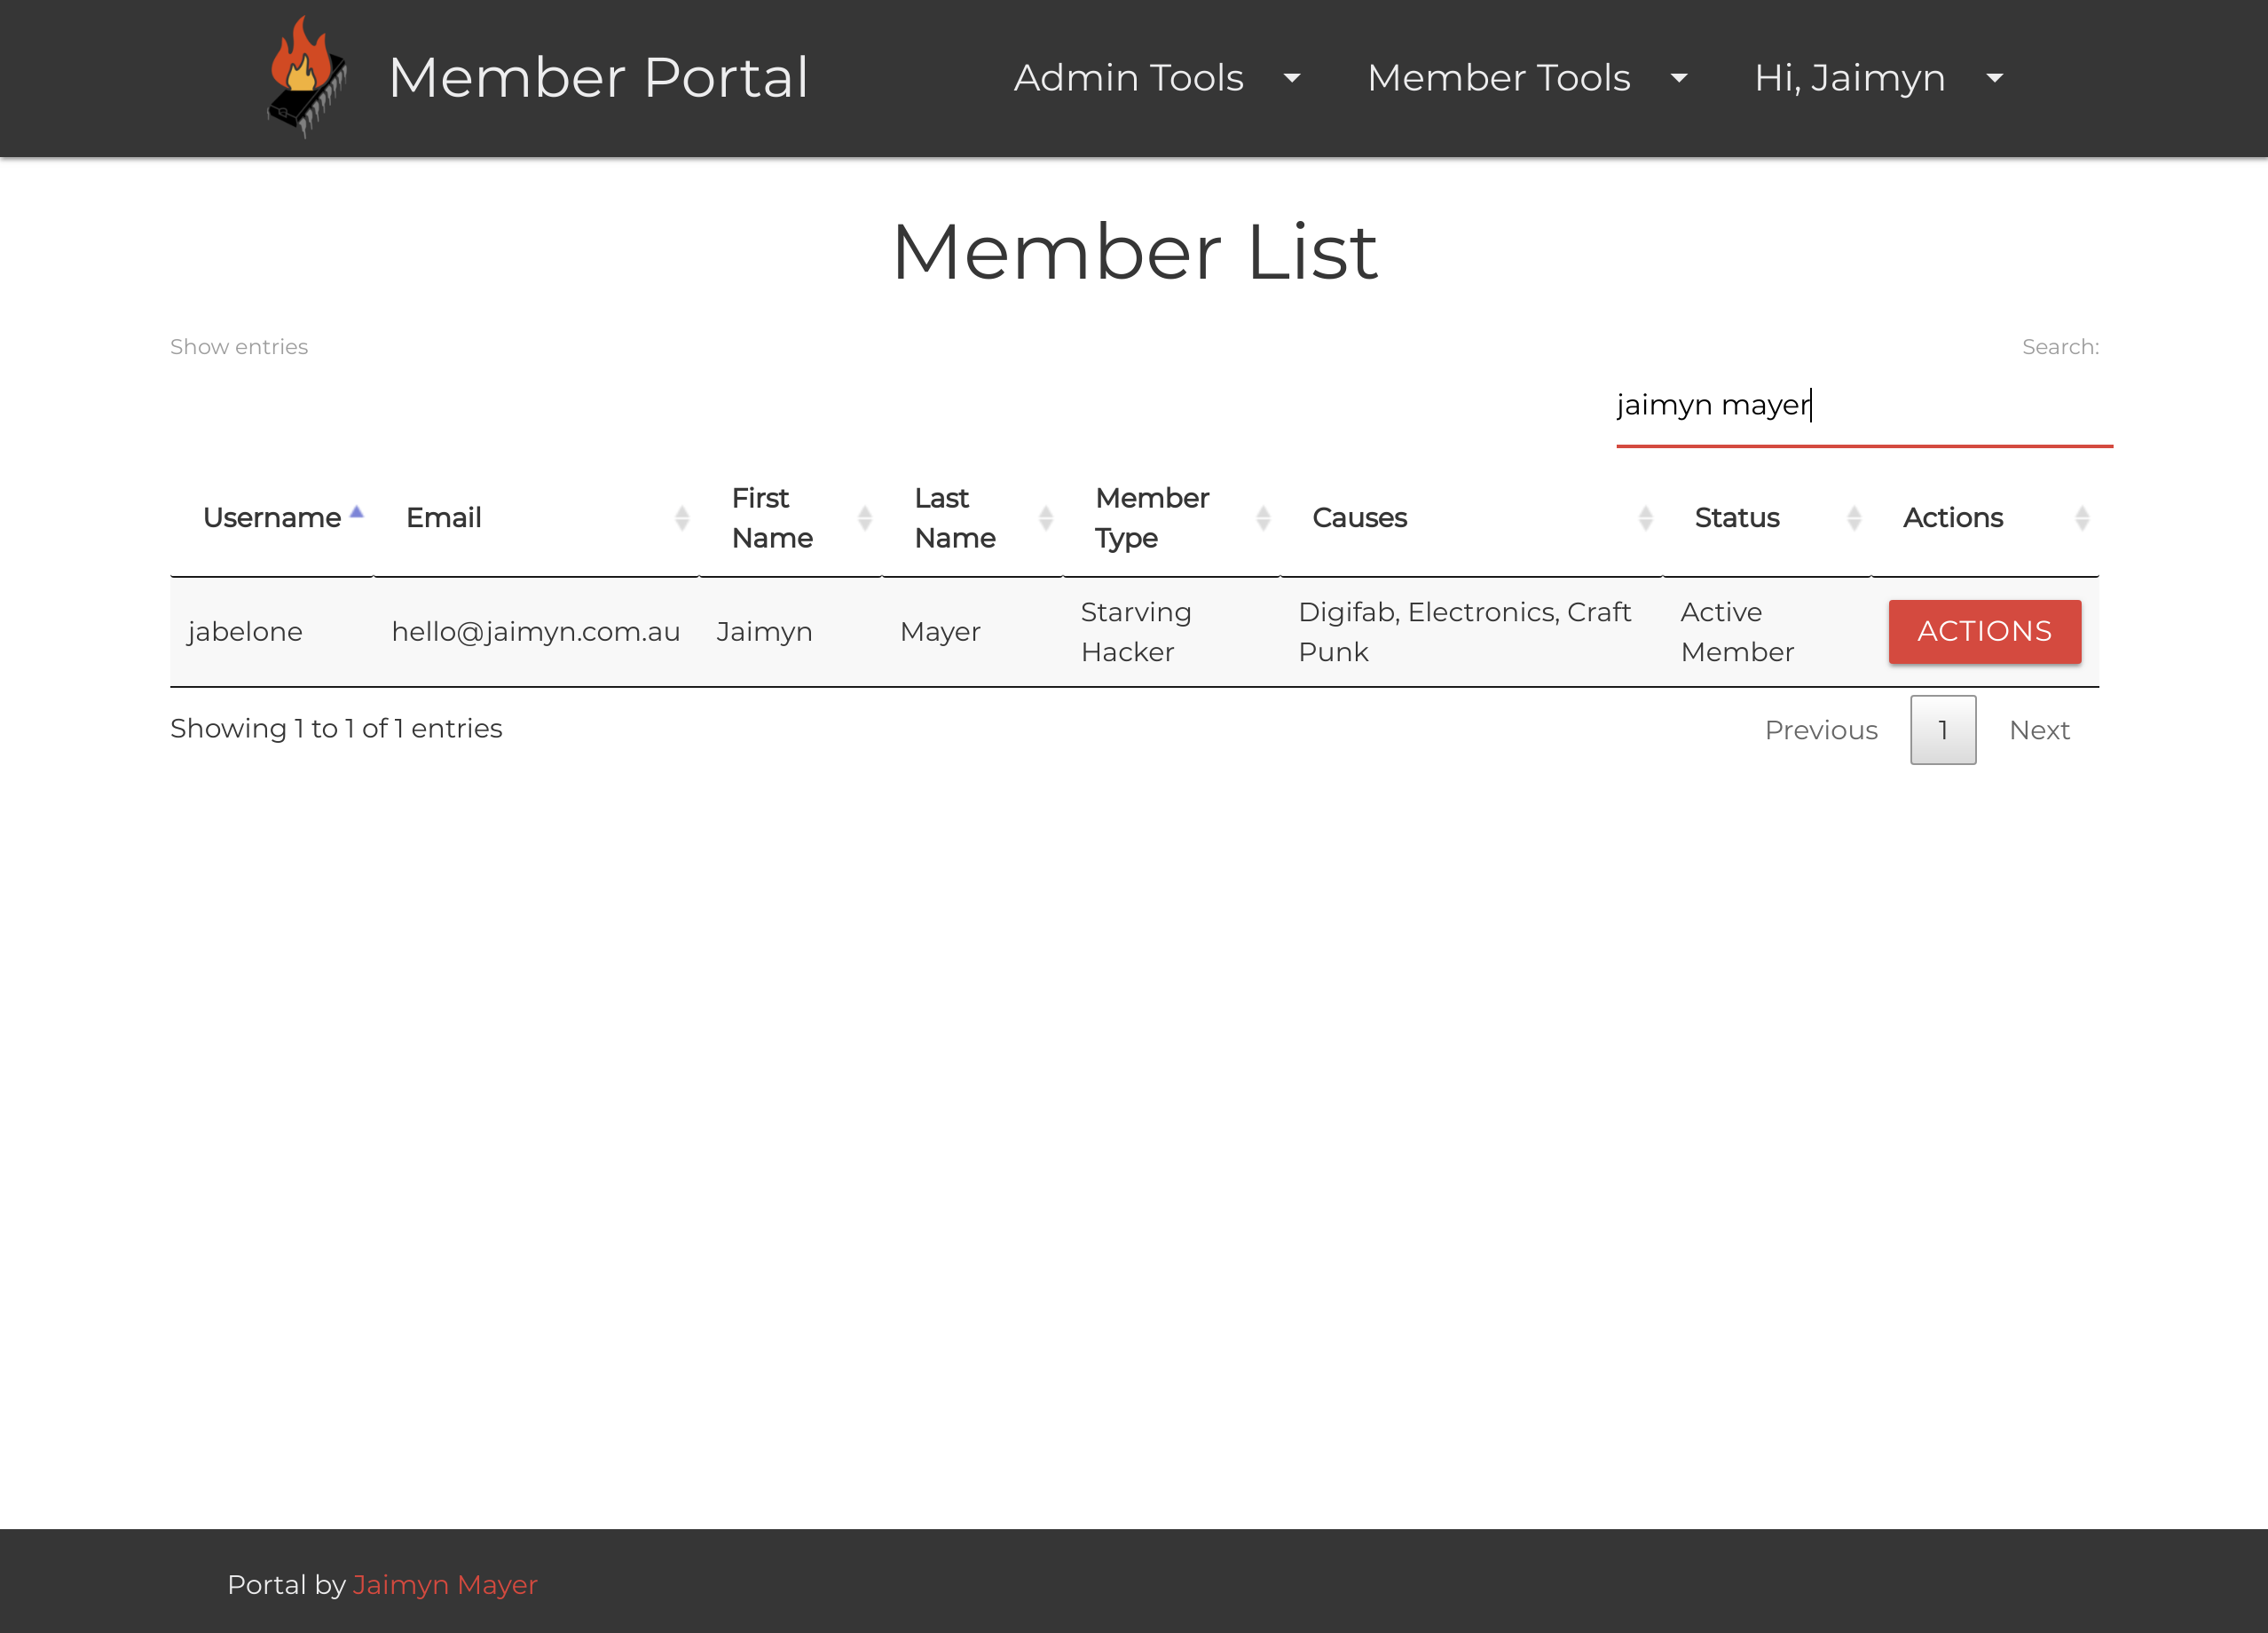 Member Portal Admin Tools Member Tools Hi, Jaimyn
Member List
Show entries Search:
jaimyn mayer
Username Email First Name Last Name Member Type Causes Status Actions
jabelone hello@jaimyn.com.au Jaimyn Mayer Starving Hacker Digifab, Electronics, Craft Punk Active Member ACTIONS
Showing 1 to 1 of 1 entries Previous 1 Next
Portal by Jaimyn Mayer